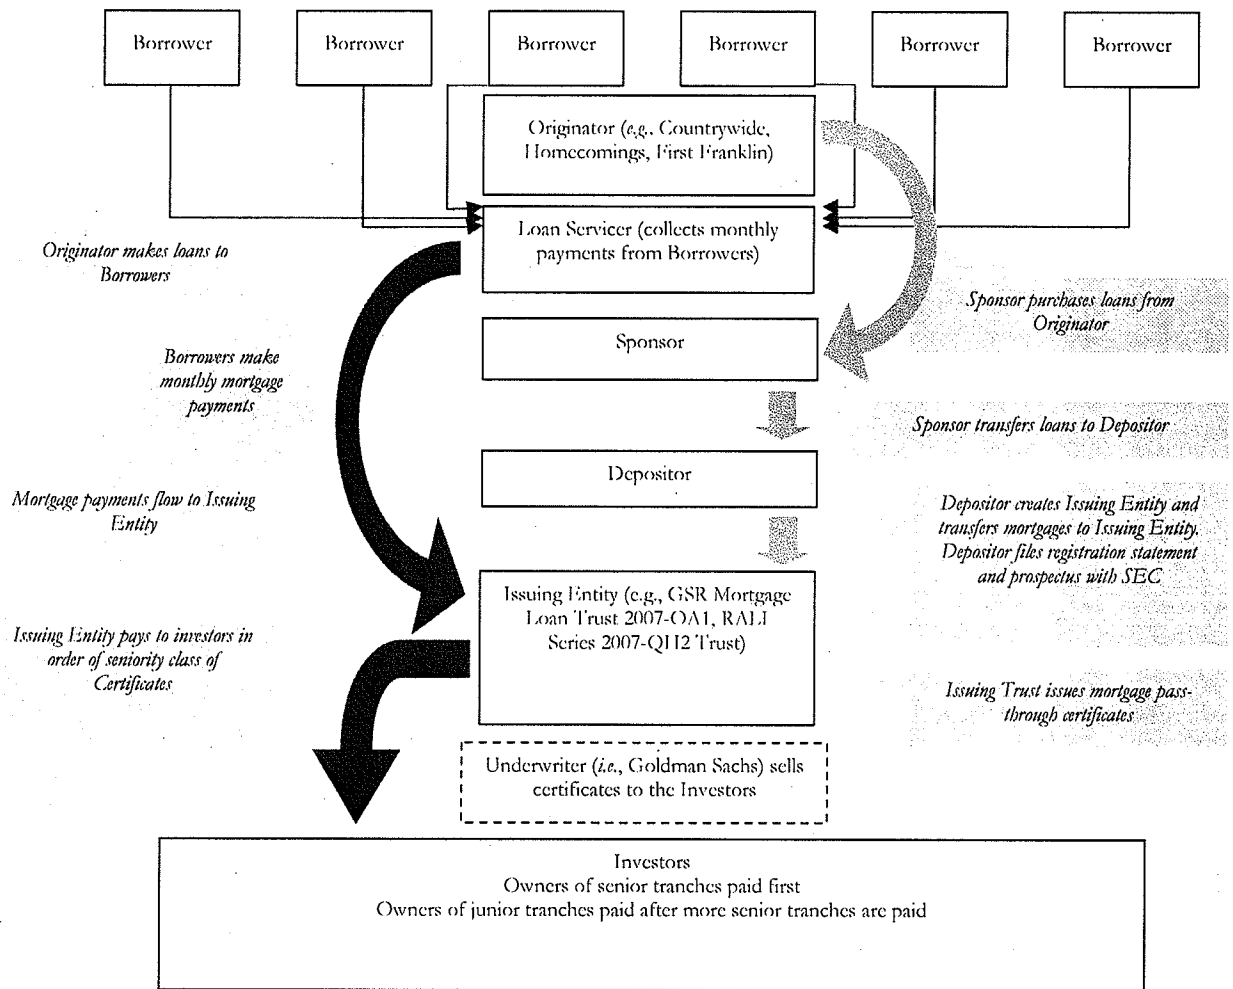 Borrower
Borrower
Borrower
Borrower
Borrower
Borrower
Originator (e.g., Countrywide,
Homecomings, First Franklin)
Loan Servicer (collects monthly
payments from Borrowers)
Originator makes loans to
Borrowers
Sponsor purchases loans from
Originator
Sponsor
Borrowers make
monthly mortgage
payments
Sponsor transfers loans to Depositor
Depositor
Mortgage payments flow to Issuing
Entity
Depositor creates Issuing Entity and
transfers mortgages to Issuing Entity.
Depositor files registration statement
and prospectus with SEC
Issuing Entity (e.g., GSR Mortgage
Loan Trust 2007-OA1, RALI
Series 2007-QH2 Trust)
Issuing Entity pays to investors in
order of seniority class of
Certificates
Issuing Trust issues mortgage pass-
through certificates
Underwriter (i.e., Goldman Sachs) sells
certificates to the Investors
Investors
Owners of senior tranches paid first
Owners of junior tranches paid after more senior tranches are paid